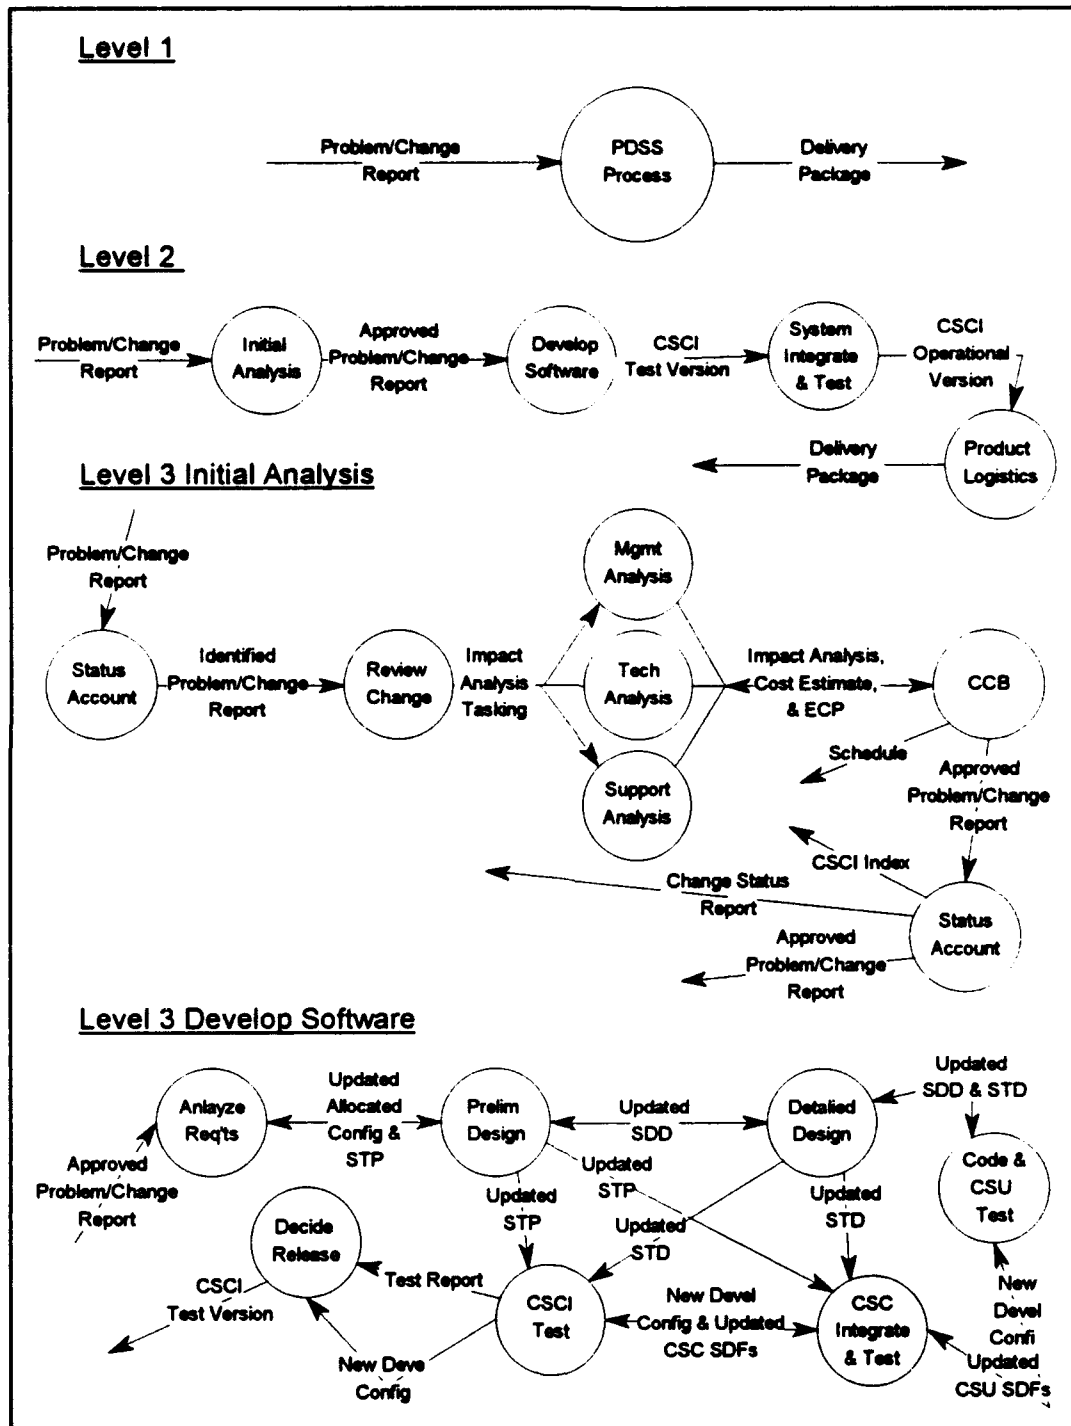 Level 1
Problem/Change
Report
PDSS
Process
Delivery
Package
Level 2
Problem/Change
Report
Initial
Analysis
Approved
Problem/Change
Report
Develop
Software
CSCI
Test Version
System
Integrate
& Test
CSCI
Operational
Version
Product
Logistics
Delivery
Package
Level 3 Initial Analysis
Problem/Change
Report
Status
Account
Identified
Problem/Change
Report
Review
Change
Impact
Analysis
Tasking
Mgmt
Analysis
Tech
Analysis
Support
Analysis
Impact Analysis,
Cost Estimate,
& ECP
CCB
Schedule
Approved
Problem/Change
Report
CSCI Index
Change Status
Report
Status
Account
Approved
Problem/Change
Report
Level 3 Develop Software
Anlayze
Req'ts
Updated
Allocated
Config &
STP
Prelim
Design
Updated
SDD
Detalied
Design
Updated
SDD & STD
Approved
Problem/Change
Report
Code &
CSU
Test
Updated
STP
Updated
STP
Updated
STD
Updated
STD
Decide
Release
CSCI
Test Version
Test Report
CSCI
Test
New Devel
Config & Updated
CSC SDFs
CSC
Integrate
& Test
New
Devel
Confi
Updated
CSU SDFs
New Deve
Config